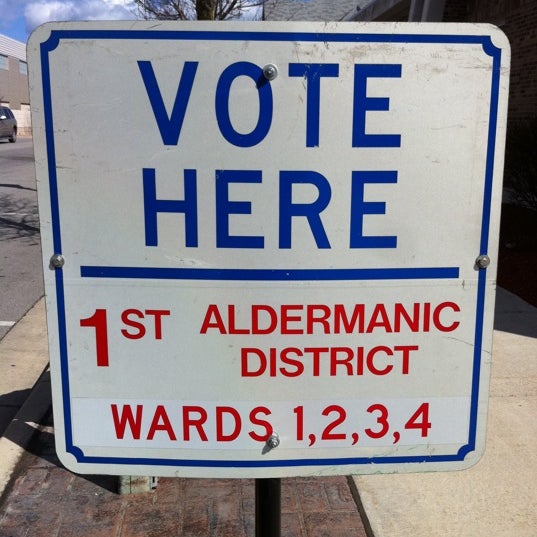 VOTE
HERE
1ST ALDERMANIC
DISTRICT
WARDS 1,2,3,4